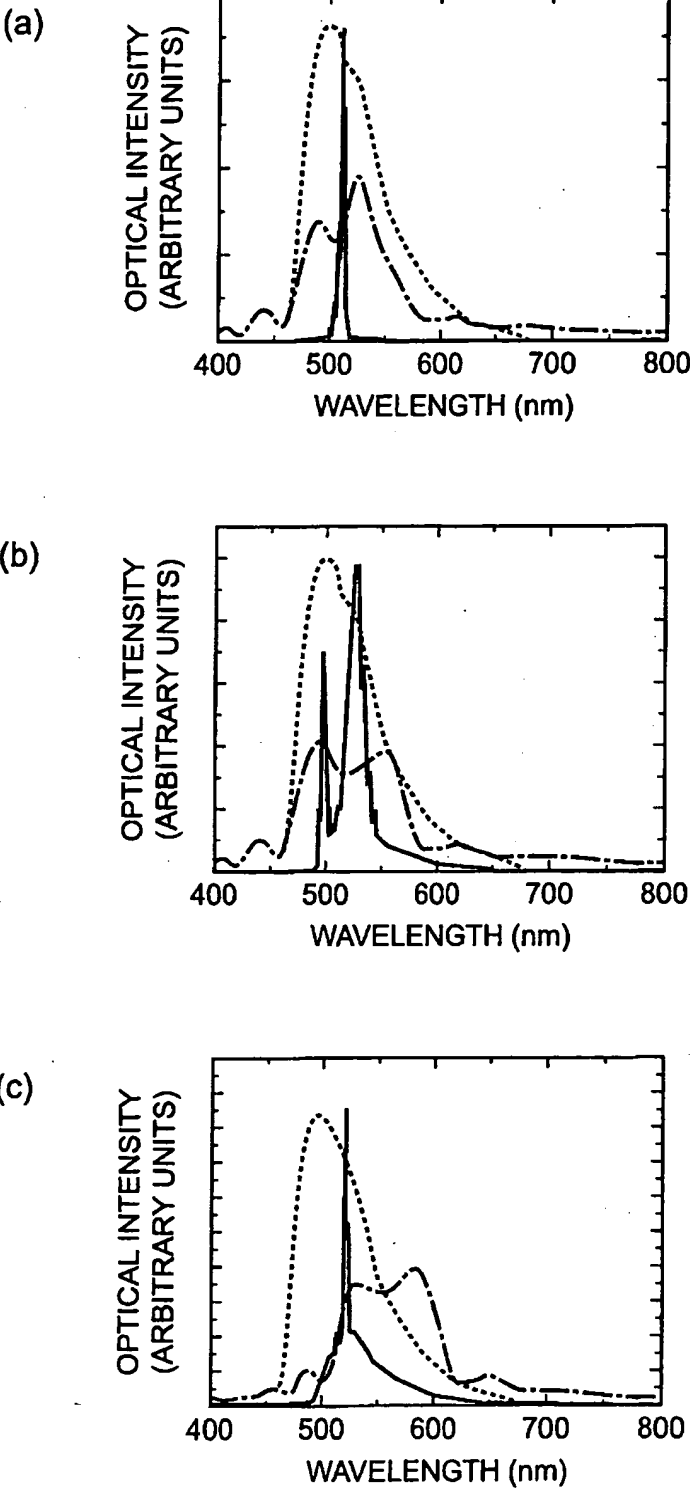 (a)
OPTICAL INTENSITY
(ARBITRARY UNITS)
400 500 600 700 800
WAVELENGTH (nm)
(b)
OPTICAL INTENSITY
(ARBITRARY UNITS)
400 500 600 700 800
WAVELENGTH (nm)
(c)
OPTICAL INTENSITY
(ARBITRARY UNITS)
400 500 600 700 800
WAVELENGTH (nm)